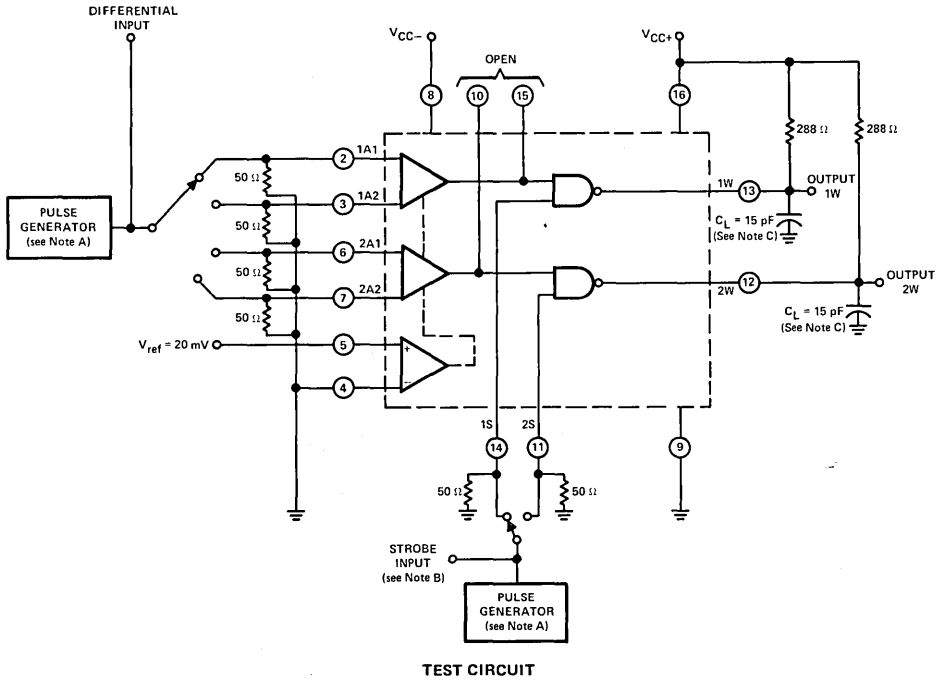 DIFFERENTIAL
INPUT
VCC−
OPEN
VCC+
8
10
15
16
288 Ω
288 Ω
50 Ω
2
1A1
PULSE
GENERATOR
(see Note A)
3
1A2
1W
13
OUTPUT
1W
50 Ω
CL = 15 pF
(See Note C)
6
2A1
50 Ω
7
2A2
2W
12
OUTPUT
2W
50 Ω
CL = 15 pF
(See Note C)
Vref = 20 mV
5
+
4
−
1S
2S
14
11
9
50 Ω
50 Ω
STROBE
INPUT
(see Note B)
PULSE
GENERATOR
(see Note A)
TEST CIRCUIT